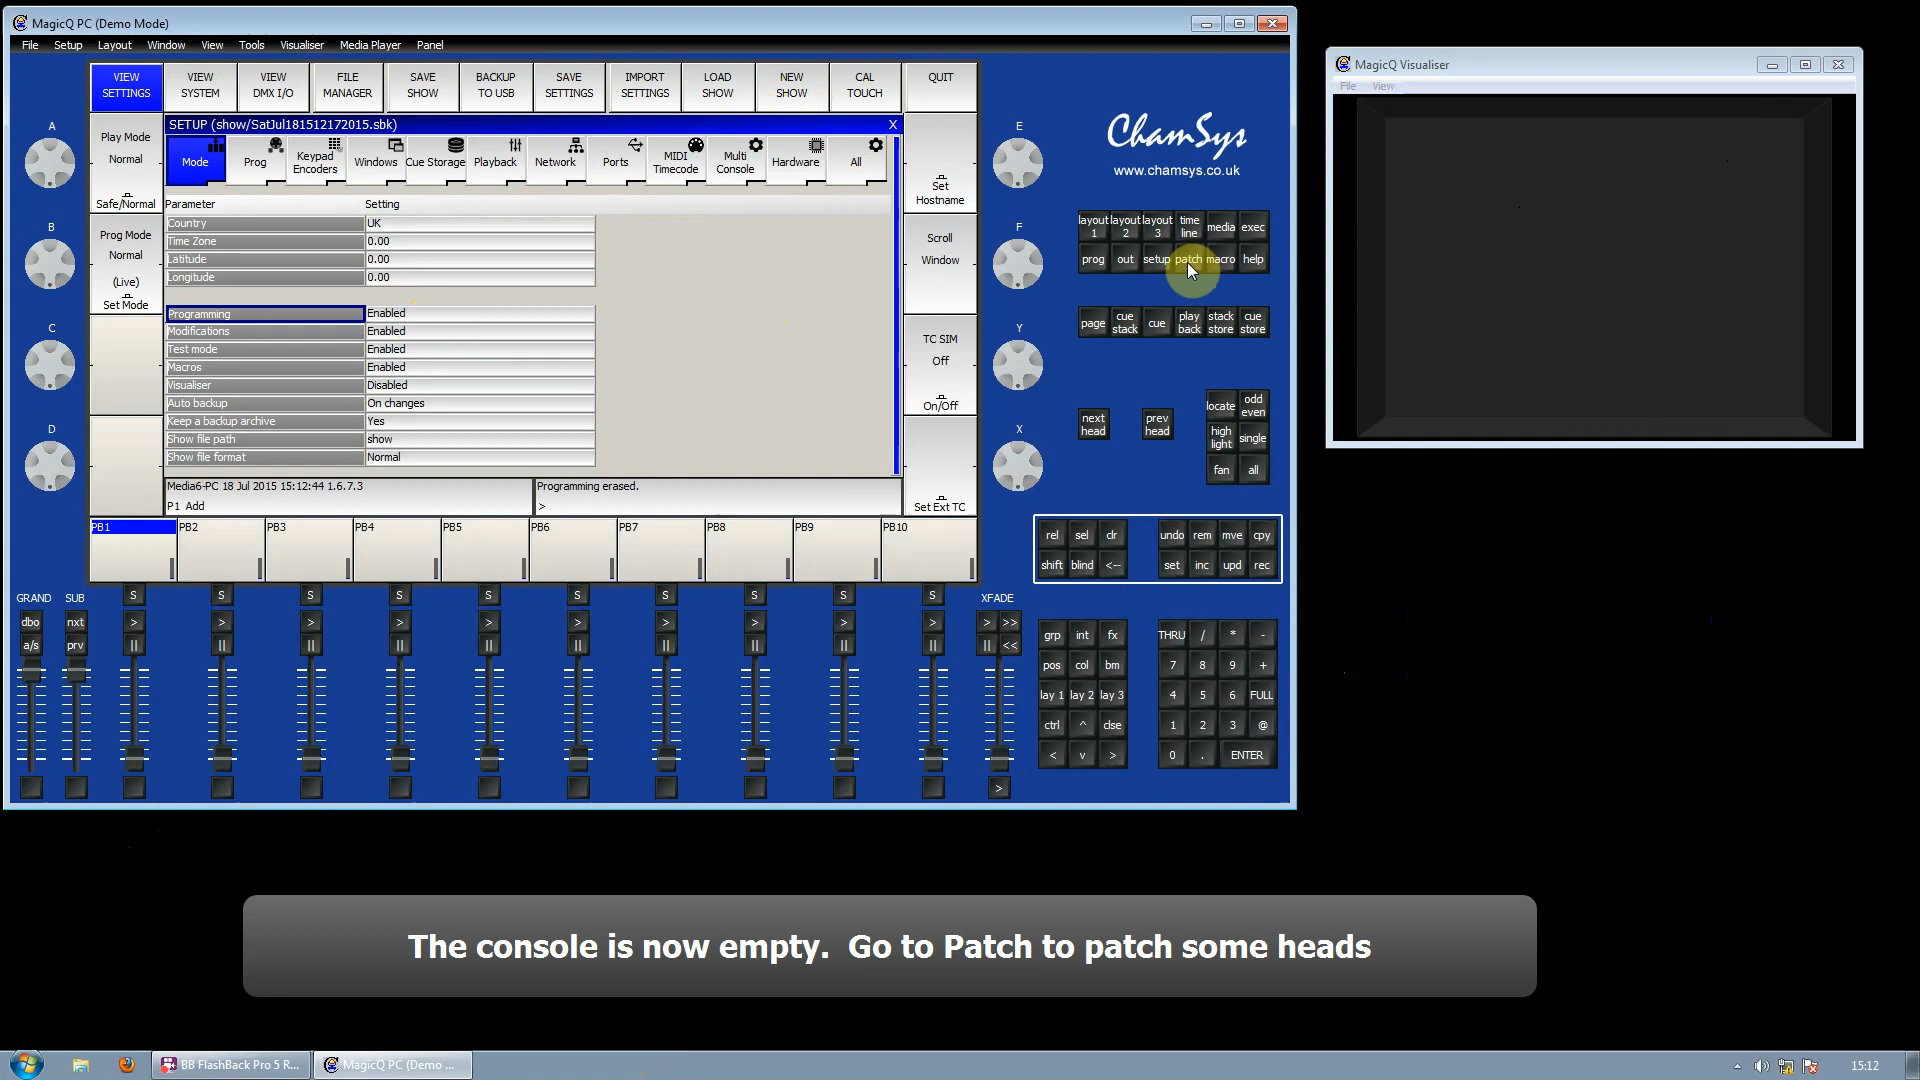 MagicQ PC (Demo Mode)
File Setup Layout Window View Tools Visualiser Media Player Panel
VIEW SETTINGS
VIEW SYSTEM
VIEW DMX I/O
FILE MANAGER
SAVE SHOW
BACKUP TO USB
SAVE SETTINGS
IMPORT SETTINGS
LOAD SHOW
NEW SHOW
CAL TOUCH
QUIT
SETUP (show/SatJul181512172015.sbk) X
Mode
Prog
Keypad Encoders
Windows
Cue Storage
Playback
Network
Ports
MIDI Timecode
Multi Console
Hardware
All
A
B
C
D
Play Mode
Normal
Safe/Normal
Prog Mode
Normal
(Live)
Set Mode
Parameter Setting
Country UK
Time Zone 0.00
Latitude 0.00
Longitude 0.00
Programming Enabled
Modifications Enabled
Test mode Enabled
Macros Enabled
Visualiser Disabled
Auto backup On changes
Keep a backup archive Yes
Show file path show
Show file format Normal
Media6-PC 18 Jul 2015 15:12:44 1.6.7.3
P1 Add
Programming erased.
>
Set Hostname
Scroll
Window
TC SIM
Off
On/Off
Set Ext TC
E
F
Y
X
PB1 PB2 PB3 PB4 PB5 PB6 PB7 PB8 PB9 PB10
GRAND SUB
dbo nxt
a/s prv
S S S S S S S S S S
> > > > > > > > > >
|| || || || || || || || || ||
XFADE
> >>
|| <<
>
ChamSys
www.chamsys.co.uk
layout 1 layout 2 layout 3 time line media exec
prog out setup patch macro help
page cue stack cue play back stack store cue store
next head prev head
locate odd even
high light single
fan all
rel sel clr undo rem mve cpy
shift blind <-- set inc upd rec
grp int fx THRU / * -
pos col bm 7 8 9 +
lay 1 lay 2 lay 3 4 5 6 FULL
ctrl ^ clse 1 2 3 @
< v > 0 . ENTER
MagicQ Visualiser
File View
The console is now empty.  Go to Patch to patch some heads
BB FlashBack Pro 5 R...
MagicQ PC (Demo ...
15:12